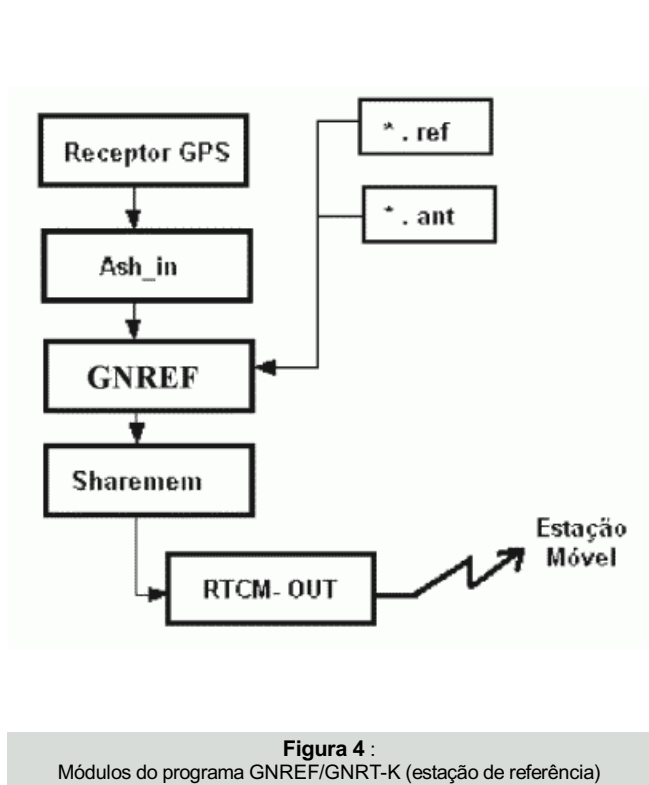 Receptor GPS
* . ref
* . ant
Ash_in
GNREF
Sharemem
RTCM- OUT
Estação
Móvel
Figura 4 :
Módulos do programa GNREF/GNRT-K (estação de referência)